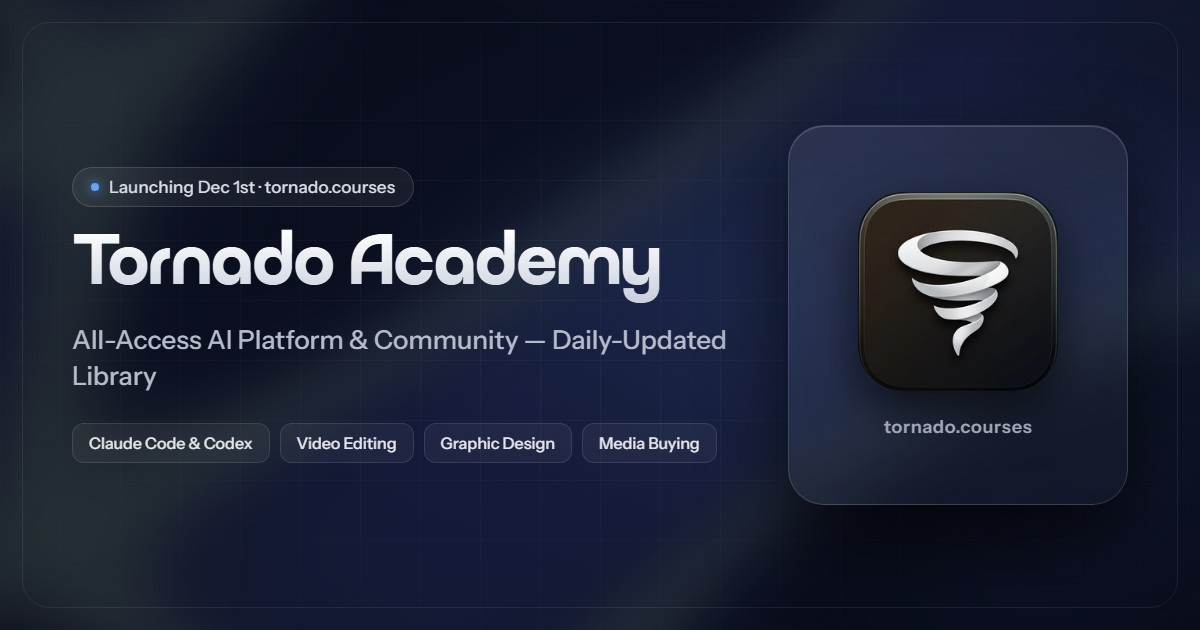 Launching Dec 1st · tornado.courses
Tornado Academy
All-Access AI Platform & Community — Daily-Updated
Library
Claude Code & Codex
Video Editing
Graphic Design
Media Buying
tornado.courses